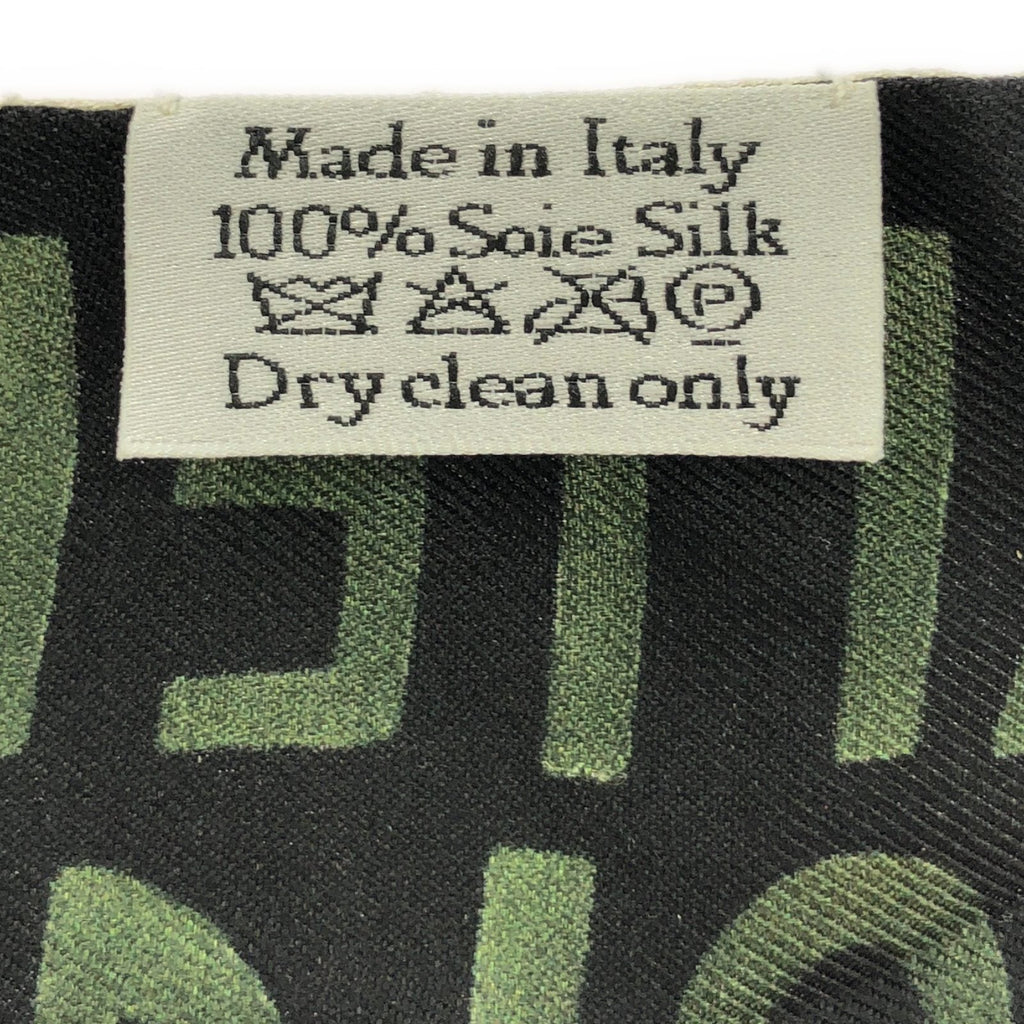 Made in Italy
100% Soie Silk
P
Dry clean only